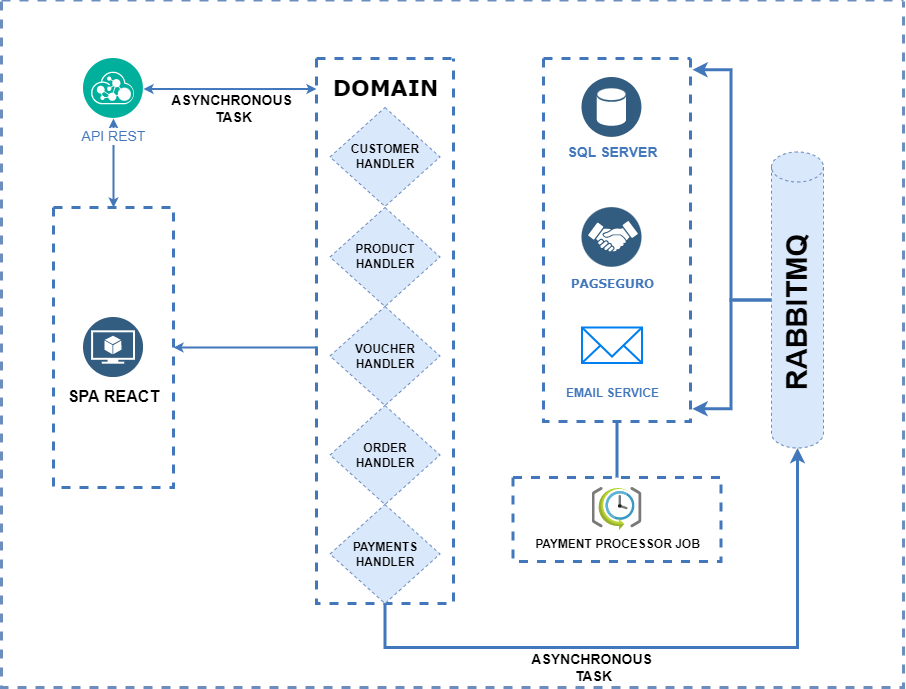 API REST
ASYNCHRONOUS
TASK
SPA REACT
DOMAIN
CUSTOMER
HANDLER
PRODUCT
HANDLER
VOUCHER
HANDLER
ORDER
HANDLER
PAYMENTS
HANDLER
SQL SERVER
PAGSEGURO
EMAIL SERVICE
PAYMENT PROCESSOR JOB
RABBITMQ
ASYNCHRONOUS
TASK